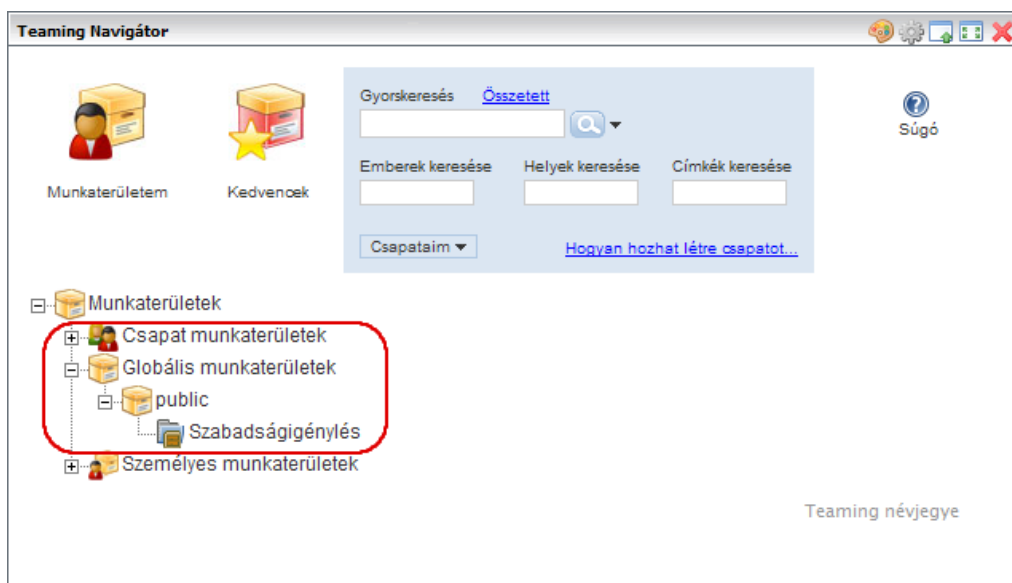 Teaming Navigátor
Gyorskeresés Összetett
Súgó
Emberek keresése Helyek keresése Címkék keresése
Munkaterületem Kedvencek
Csapataim Hogyan hozhat létre csapatot...
Munkaterületek
Csapat munkaterületek
Globális munkaterületek
public
Szabadságigénylés
Személyes munkaterületek
Teaming névjegye